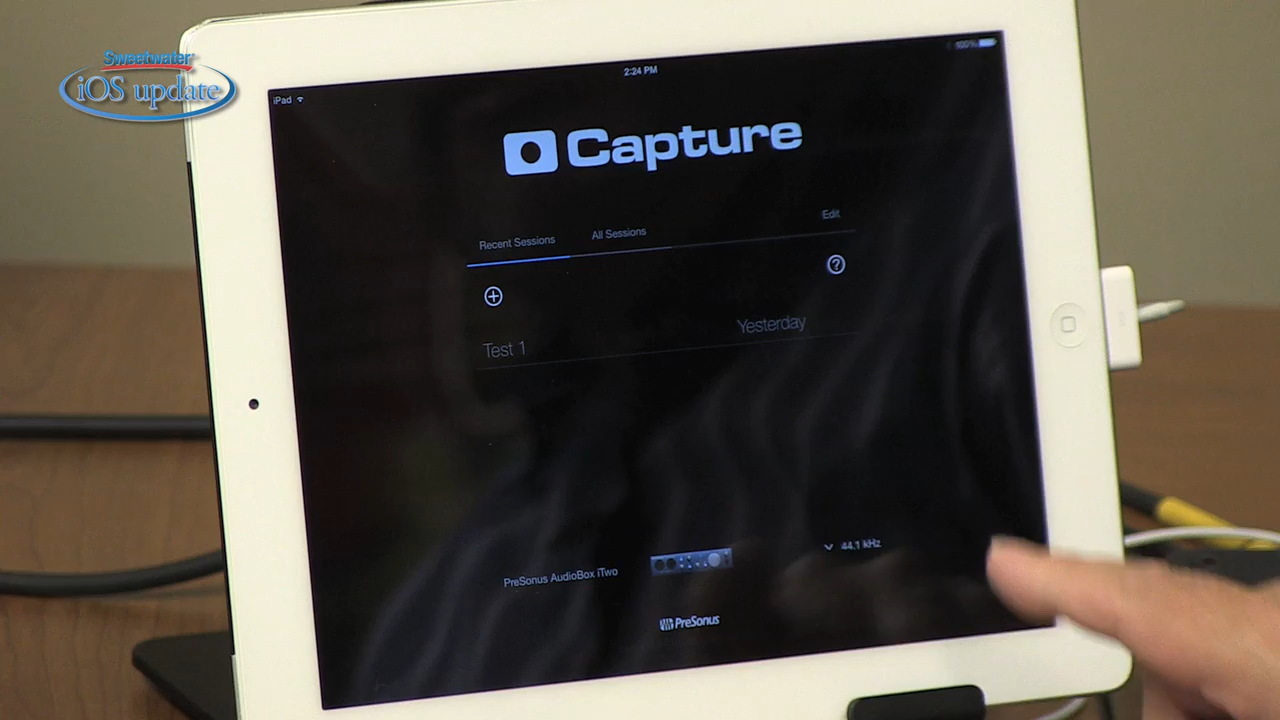 Sweetwater
iOS update
iPad
2:24 PM
100%
Capture
Recent Sessions
All Sessions
Edit
Test 1
Yesterday
PreSonus AudioBox iTwo
44.1 kHz
PreSonus